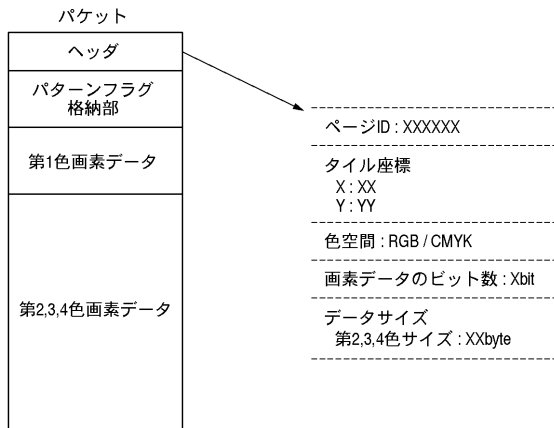 パケット
ヘッダ
パターンフラグ
格納部
第1色画素データ
第2,3,4色画素データ
ページID : XXXXXX
タイル座標
X : XX
Y : YY
色空間 : RGB / CMYK
画素データのビット数 : Xbit
データサイズ
第2,3,4色サイズ : XXbyte